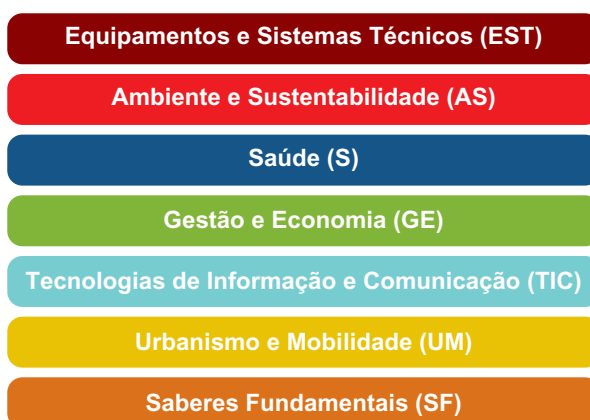 Equipamentos e Sistemas Técnicos (EST)
Ambiente e Sustentabilidade (AS)
Saúde (S)
Gestão e Economia (GE)
Tecnologias de Informação e Comunicação (TIC)
Urbanismo e Mobilidade (UM)
Saberes Fundamentais (SF)